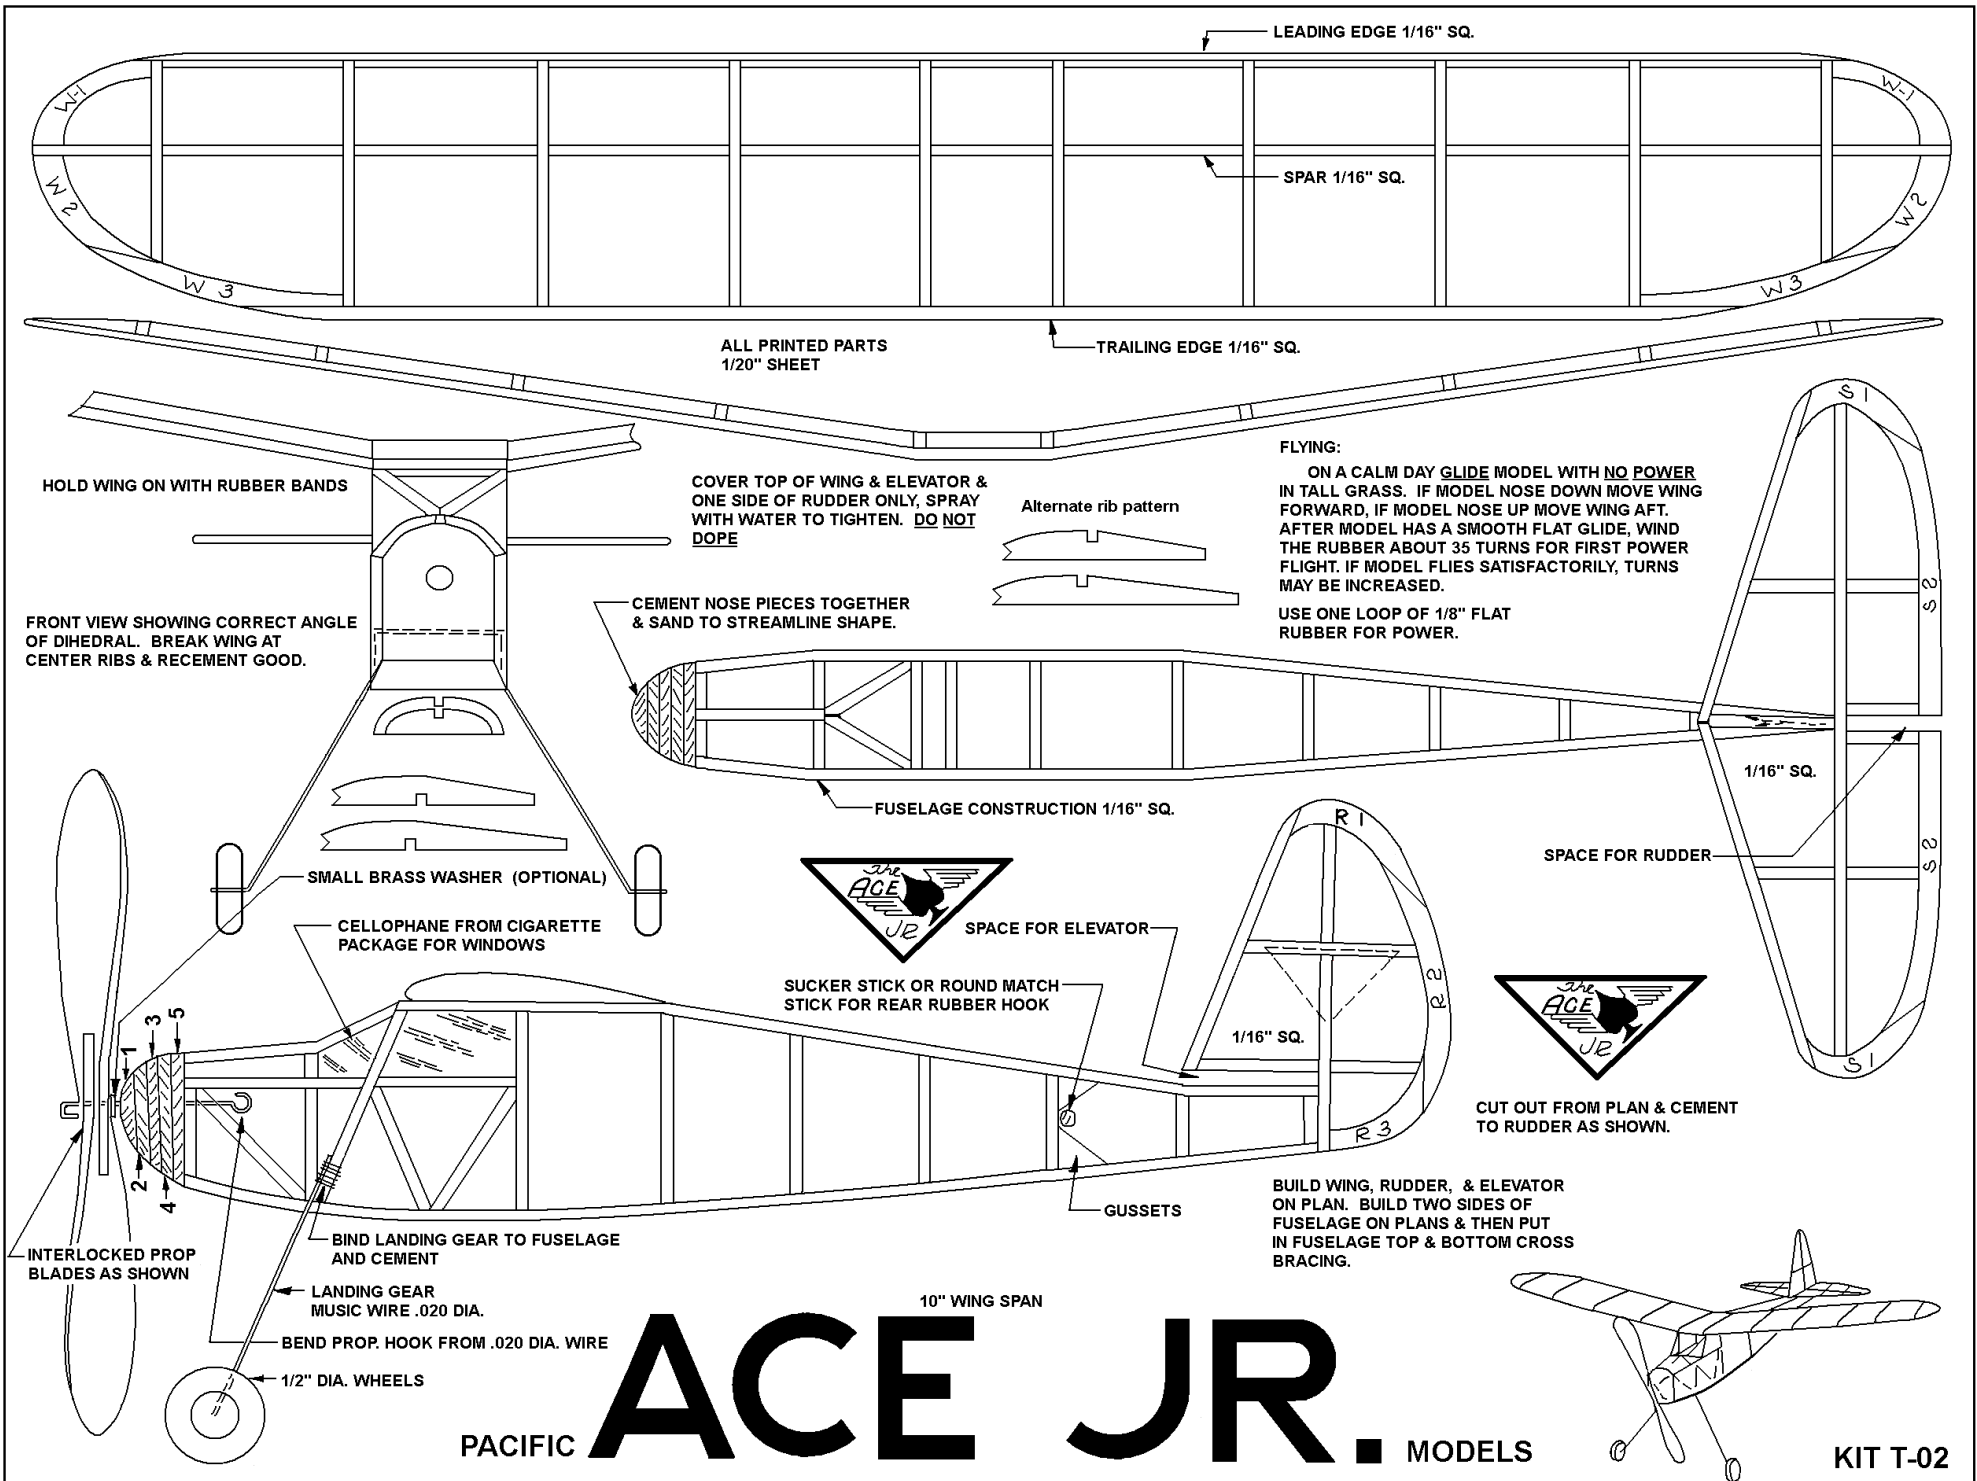 LEADING EDGE 1/16" SQ.
W-1
W-1
SPAR 1/16" SQ.
W 2
W 2
W 3
W 3
ALL PRINTED PARTS
1/20" SHEET
TRAILING EDGE 1/16" SQ.
HOLD WING ON WITH RUBBER BANDS
COVER TOP OF WING & ELEVATOR &
ONE SIDE OF RUDDER ONLY, SPRAY
WITH WATER TO TIGHTEN. DO NOT
DOPE
Alternate rib pattern
FLYING:
ON A CALM DAY GLIDE MODEL WITH NO POWER
IN TALL GRASS. IF MODEL NOSE DOWN MOVE WING
FORWARD, IF MODEL NOSE UP MOVE WING AFT.
AFTER MODEL HAS A SMOOTH FLAT GLIDE, WIND
THE RUBBER ABOUT 35 TURNS FOR FIRST POWER
FLIGHT. IF MODEL FLIES SATISFACTORILY, TURNS
MAY BE INCREASED.
USE ONE LOOP OF 1/8" FLAT
RUBBER FOR POWER.
S 1
S 2
FRONT VIEW SHOWING CORRECT ANGLE
OF DIHEDRAL. BREAK WING AT
CENTER RIBS & RECEMENT GOOD.
CEMENT NOSE PIECES TOGETHER
& SAND TO STREAMLINE SHAPE.
FUSELAGE CONSTRUCTION 1/16" SQ.
1/16" SQ.
SPACE FOR RUDDER
S 2
S 1
SMALL BRASS WASHER (OPTIONAL)
CELLOPHANE FROM CIGARETTE
PACKAGE FOR WINDOWS
The
ACE
JR
SPACE FOR ELEVATOR
SUCKER STICK OR ROUND MATCH
STICK FOR REAR RUBBER HOOK
R 1
R 2
1/16" SQ.
R 3
The
ACE
JR
CUT OUT FROM PLAN & CEMENT
TO RUDDER AS SHOWN.
1
3
5
2
4
GUSSETS
BUILD WING, RUDDER, & ELEVATOR
ON PLAN. BUILD TWO SIDES OF
FUSELAGE ON PLANS & THEN PUT
IN FUSELAGE TOP & BOTTOM CROSS
BRACING.
INTERLOCKED PROP
BLADES AS SHOWN
BIND LANDING GEAR TO FUSELAGE
AND CEMENT
LANDING GEAR
MUSIC WIRE .020 DIA.
BEND PROP. HOOK FROM .020 DIA. WIRE
1/2" DIA. WHEELS
10" WING SPAN
PACIFIC ACE JR. MODELS
KIT T-02